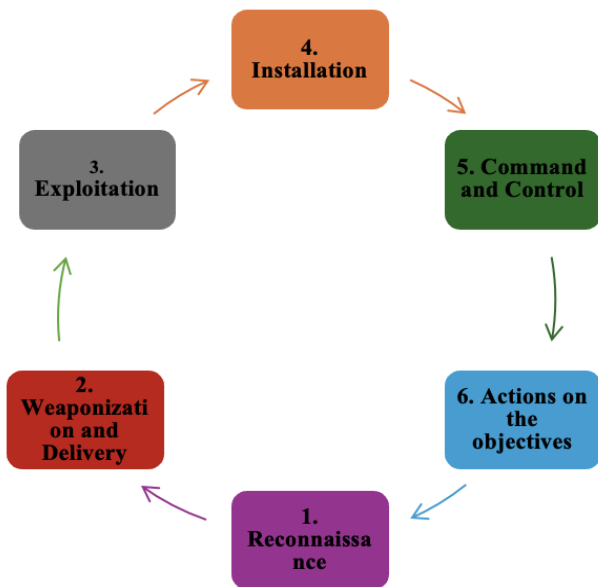 4.
Installation
3.
Exploitation
5. Command
and Control
2.
Weaponizati
on and
Delivery
6. Actions on
the
objectives
1.
Reconnaissa
nce